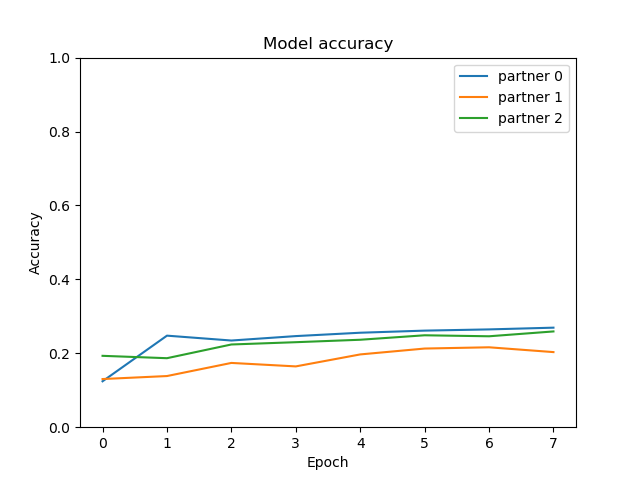 Model accuracy
1.0
0.8
0.6
0.4
0.2
0.0
Accuracy
partner 0
partner 1
partner 2
0 1 2 3 4 5 6 7
Epoch